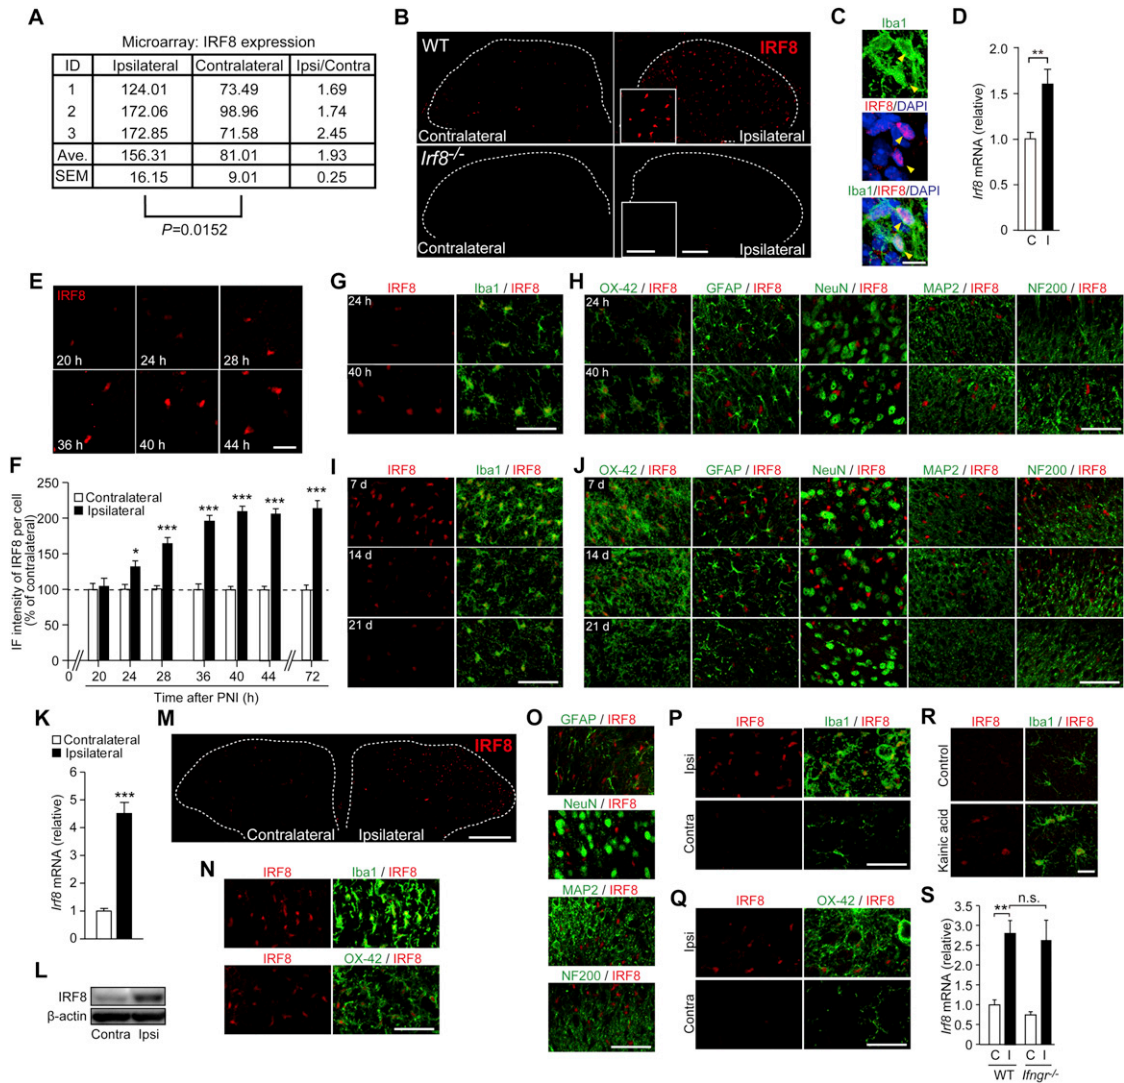 A
Microarray: IRF8 expression
ID Ipsilateral Contralateral Ipsi/Contra
1 124.01 73.49 1.69
2 172.06 98.96 1.74
3 172.85 71.58 2.45
Ave. 156.31 81.01 1.93
SEM 16.15 9.01 0.25
P=0.0152
B
WT IRF8
Contralateral Ipsilateral
Irf8-/-
Contralateral Ipsilateral
C
Iba1
IRF8/DAPI
Iba1/IRF8/DAPI
D
Irf8 mRNA (relative)
2.0
**
1.5
1.0
0.5
0
C I
E
IRF8
20 h 24 h 28 h
36 h 40 h 44 h
F
Contralateral
Ipsilateral
IF intensity of IRF8 per cell
(% of contralateral)
250
200
150
100
50
0
* *** *** *** *** ***
0 20 24 28 36 40 44 72
Time after PNI (h)
G
IRF8 Iba1 / IRF8
24 h
40 h
H
OX-42 / IRF8 GFAP / IRF8 NeuN / IRF8 MAP2 / IRF8 NF200 / IRF8
24 h
40 h
I
IRF8 Iba1 / IRF8
7 d
14 d
21 d
J
OX-42 / IRF8 GFAP / IRF8 NeuN / IRF8 MAP2 / IRF8 NF200 / IRF8
7 d
14 d
21 d
K
Contralateral
Ipsilateral
Irf8 mRNA (relative)
6
5
4
3
2
1
0
***
L
IRF8
β-actin
Contra Ipsi
M
IRF8
Contralateral Ipsilateral
N
IRF8 Iba1 / IRF8
IRF8 OX-42 / IRF8
O
GFAP / IRF8
NeuN / IRF8
MAP2 / IRF8
NF200 / IRF8
P
IRF8 Iba1 / IRF8
Ipsi
Contra
Q
IRF8 OX-42 / IRF8
Ipsi
Contra
R
IRF8 Iba1 / IRF8
Control
Kainic acid
S
Irf8 mRNA (relative)
n.s.
**
3.5
3.0
2.5
2.0
1.5
1.0
0.5
0
C I C I
WT Ifngr-/-